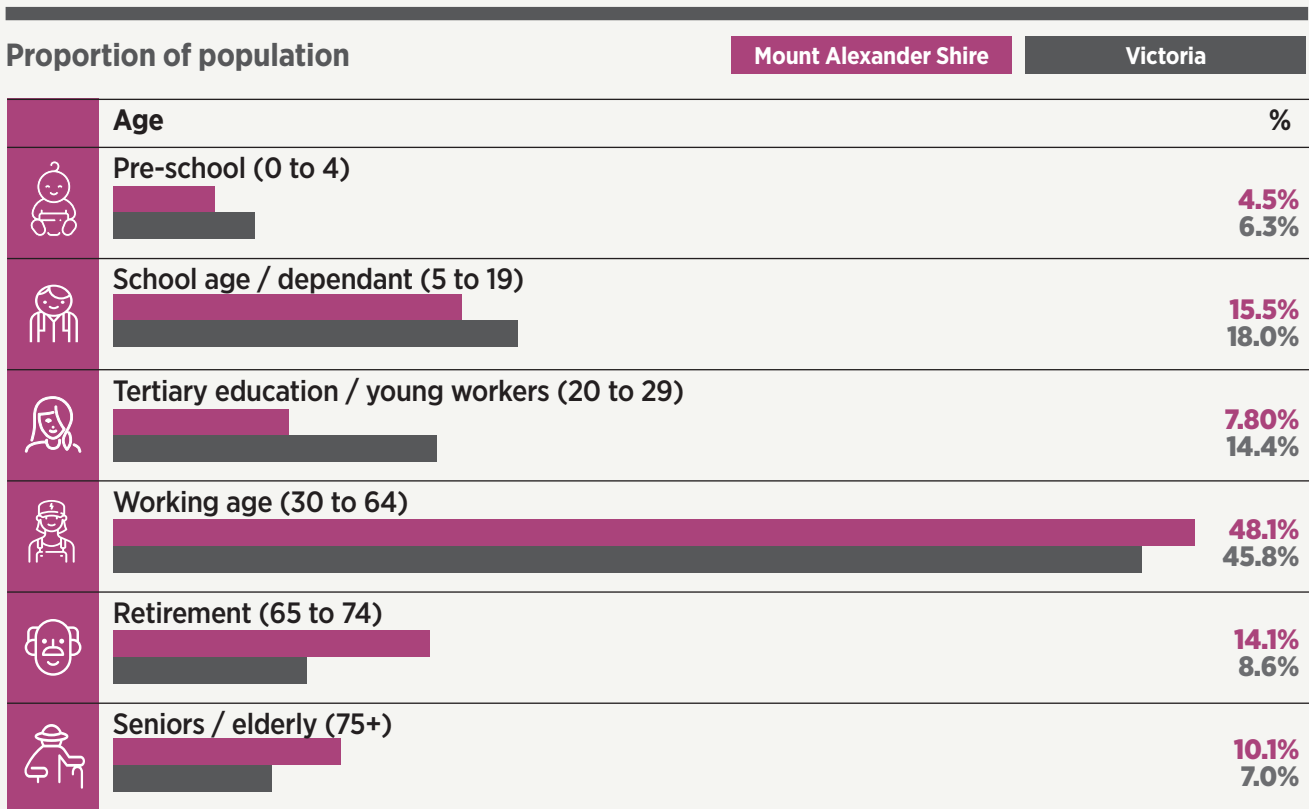 Proportion of population
Mount Alexander Shire
Victoria
Age
%
Pre-school (0 to 4)
4.5%
6.3%
School age / dependant (5 to 19)
15.5%
18.0%
Tertiary education / young workers (20 to 29)
7.80%
14.4%
Working age (30 to 64)
48.1%
45.8%
Retirement (65 to 74)
14.1%
8.6%
Seniors / elderly (75+)
10.1%
7.0%